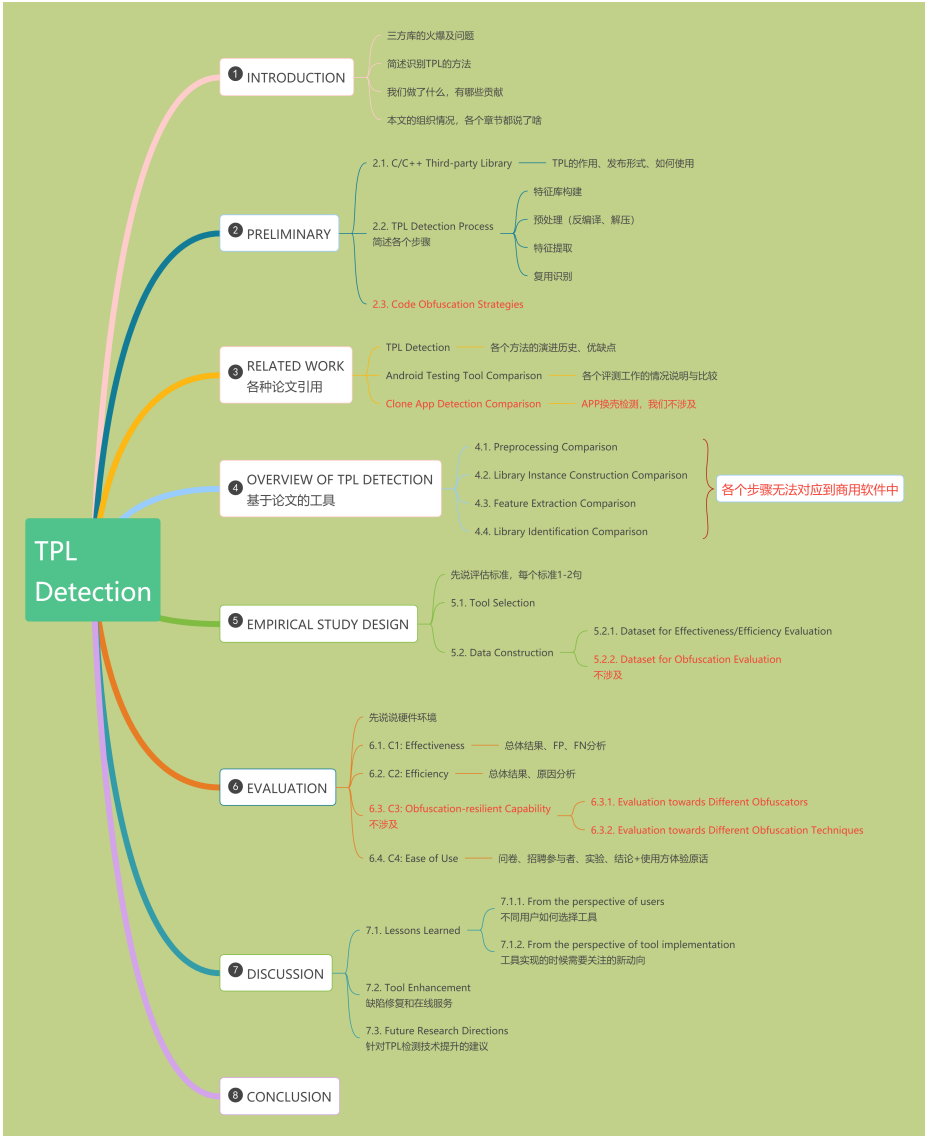 TPL
Detection
1 INTRODUCTION
三方库的火爆及问题
简述识别TPL的方法
我们做了什么，有哪些贡献
本文的组织情况，各个章节都说了啥
2 PRELIMINARY
2.1. C/C++ Third-party Library
TPL的作用、发布形式、如何使用
2.2. TPL Detection Process
简述各个步骤
特征库构建
预处理（反编译、解压）
特征提取
复用识别
2.3. Code Obfuscation Strategies
3 RELATED WORK
各种论文引用
TPL Detection
各个方法的演进历史、优缺点
Android Testing Tool Comparison
各个评测工作的情况说明与比较
Clone App Detection Comparison
APP换壳检测，我们不涉及
4 OVERVIEW OF TPL DETECTION
基于论文的工具
4.1. Preprocessing Comparison
4.2. Library Instance Construction Comparison
4.3. Feature Extraction Comparison
4.4. Library Identification Comparison
各个步骤无法对应到商用软件中
5 EMPIRICAL STUDY DESIGN
先说评估标准，每个标准1-2句
5.1. Tool Selection
5.2. Data Construction
5.2.1. Dataset for Effectiveness/Efficiency Evaluation
5.2.2. Dataset for Obfuscation Evaluation
不涉及
6 EVALUATION
先说说硬件环境
6.1. C1: Effectiveness
总体结果、FP、FN分析
6.2. C2: Efficiency
总体结果、原因分析
6.3. C3: Obfuscation-resilient Capability
不涉及
6.3.1. Evaluation towards Different Obfuscators
6.3.2. Evaluation towards Different Obfuscation Techniques
6.4. C4: Ease of Use
问卷、招聘参与者、实验、结论+使用方体验原话
7 DISCUSSION
7.1. Lessons Learned
7.1.1. From the perspective of users
不同用户如何选择工具
7.1.2. From the perspective of tool implementation
工具实现的时候需要关注的新动向
7.2. Tool Enhancement
缺陷修复和在线服务
7.3. Future Research Directions
针对TPL检测技术提升的建议
8 CONCLUSION